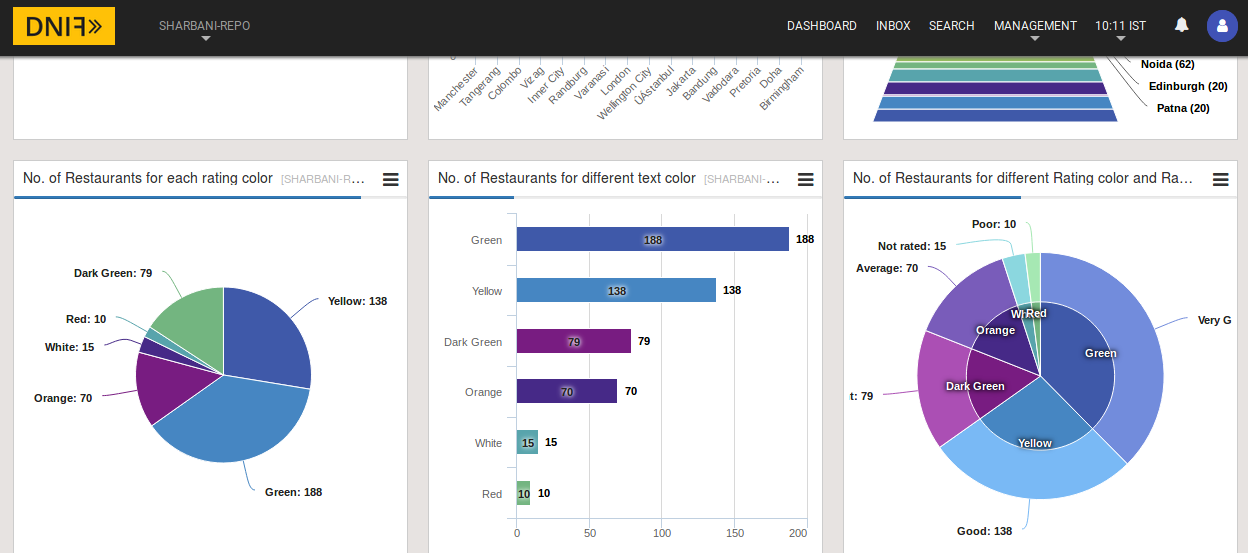 DNIF»
SHARBANI-REPO
DASHBOARD
INBOX
SEARCH
MANAGEMENT
10:11 IST
Manchester
Tangerang
Colombo
Vizag
Inner City
Randburg
Varanasi
London
Wellington City
ÛÁstanbul
Jakarta
Bandung
Vadodara
Pretoria
Doha
Birmingham
Noida (62)
Edinburgh (20)
Patna (20)
No. of Restaurants for each rating color [SHARBANI-R...
Dark Green: 79
Yellow: 138
Red: 10
White: 15
Orange: 70
Green: 188
No. of Restaurants for different text color [SHARBANI-...
Green 188 188
Yellow 138 138
Dark Green 79 79
Orange 70 70
White 15 15
Red 10 10
0 50 100 150 200
No. of Restaurants for different Rating color and Ra...
Poor: 10
Not rated: 15
Average: 70
Very G
t: 79
Good: 138
Red
Orange
Green
Dark Green
Yellow